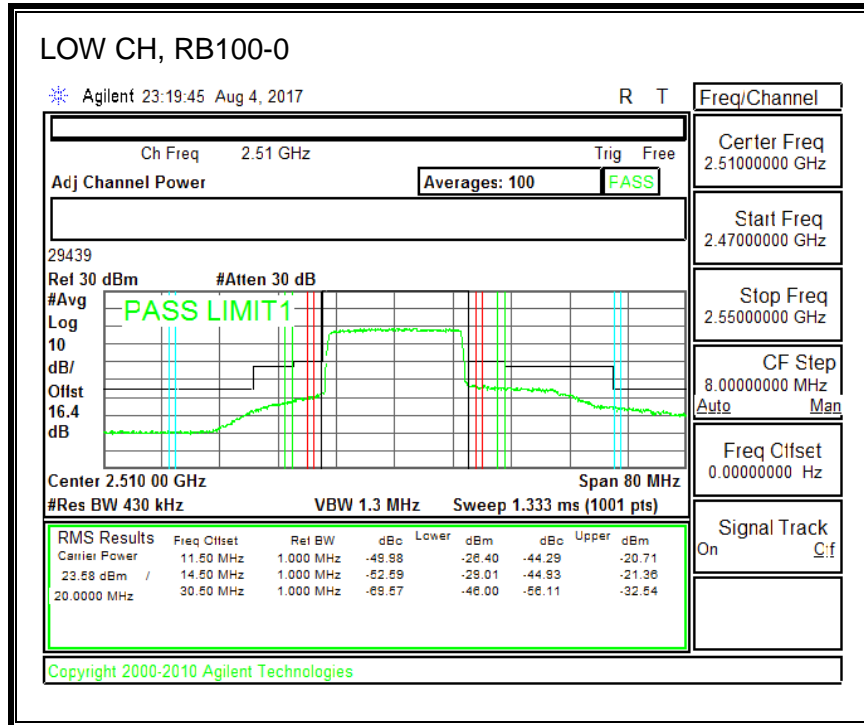 LOW CH, RB100-0
Agilent 23:19:45 Aug 4, 2017 R T
Freq/Channel
Ch Freq 2.51 GHz Trig Free
Adj Channel Power Averages: 100 PASS
Center Freq
2.51000000 GHz
Start Freq
2.47000000 GHz
29439
Ref 30 dBm #Atten 30 dB
#Avg
Log
10
dB/
Offst
16.4
dB
PASS LIMIT1
Stop Freq
2.55000000 GHz
CF Step
8.00000000 MHz
Auto Man
Center 2.510 00 GHz Span 80 MHz
#Res BW 430 kHz VBW 1.3 MHz Sweep 1.333 ms (1001 pts)
Freq Offset
0.00000000 Hz
Signal Track
On Off
RMS Results Freq Offset Ref BW dBc Lower dBm dBc Upper dBm
Carrier Power 11.50 MHz 1.000 MHz -49.98 -26.40 -44.29 -20.71
23.58 dBm / 14.50 MHz 1.000 MHz -52.59 -29.01 -44.93 -21.36
20.0000 MHz 30.50 MHz 1.000 MHz -69.57 -46.00 -56.11 -32.54
Copyright 2000-2010 Agilent Technologies